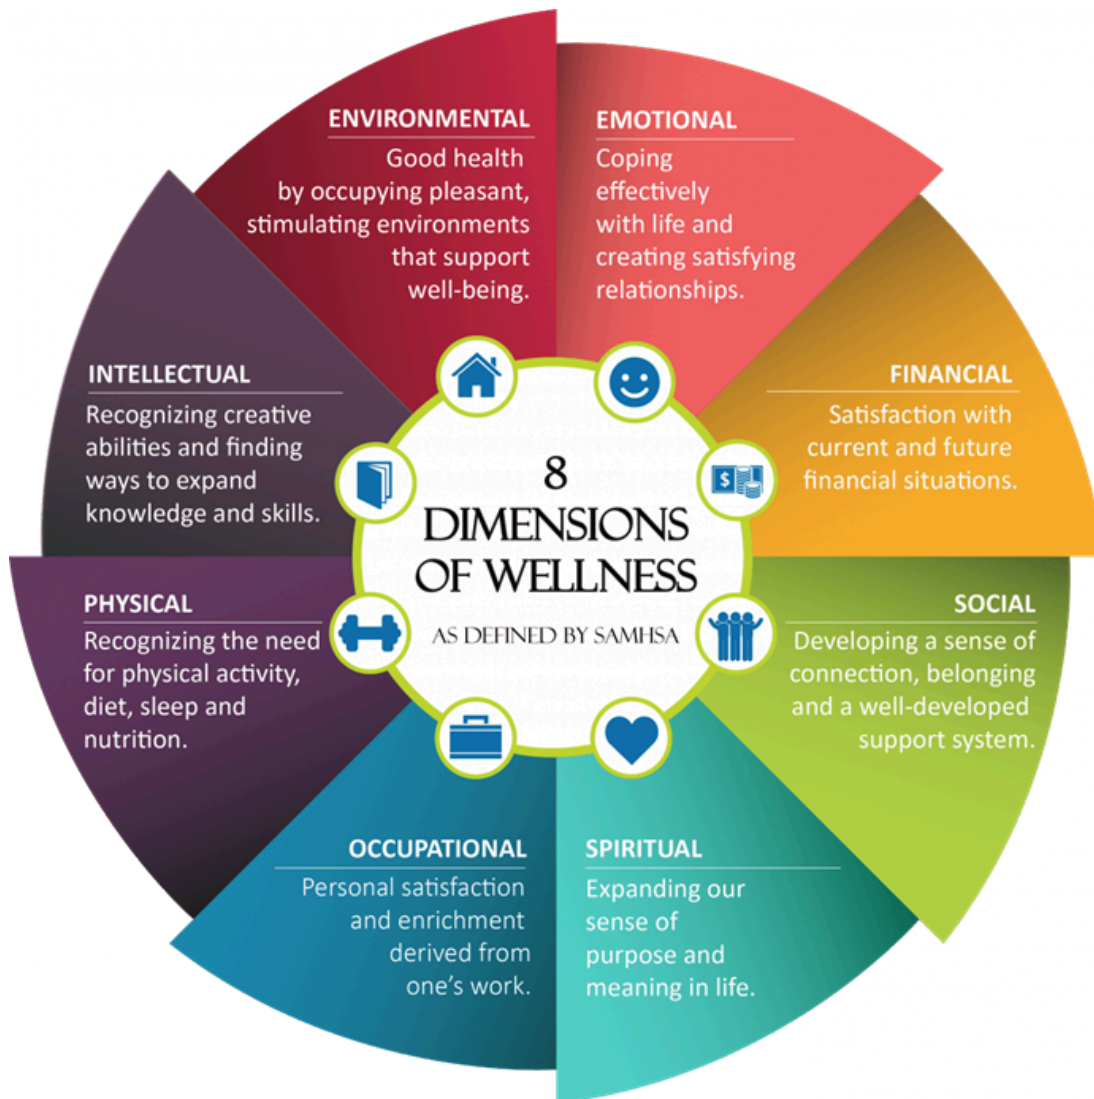 ENVIRONMENTAL
Good health
by occupying pleasant,
stimulating environments
that support
well-being.
EMOTIONAL
Coping
effectively
with life and
creating satisfying
relationships.
FINANCIAL
Satisfaction with
current and future
financial situations.
SOCIAL
Developing a sense of
connection, belonging
and a well-developed
support system.
SPIRITUAL
Expanding our
sense of
purpose and
meaning in life.
OCCUPATIONAL
Personal satisfaction
and enrichment
derived from
one's work.
PHYSICAL
Recognizing the need
for physical activity,
diet, sleep and
nutrition.
INTELLECTUAL
Recognizing creative
abilities and finding
ways to expand
knowledge and skills.
8
DIMENSIONS
OF WELLNESS
AS DEFINED BY SAMHSA
$